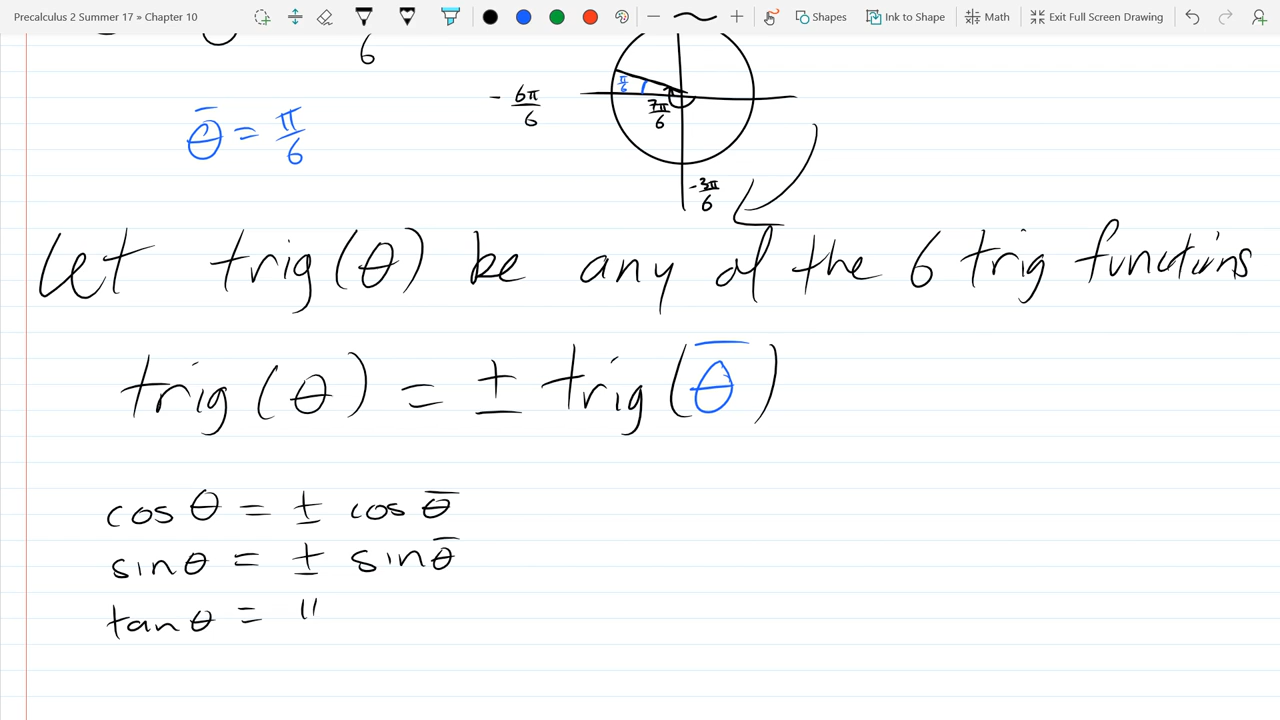 Precalculus 2 Summer 17 » Chapter 10
Shapes
Ink to Shape
Math
Exit Full Screen Drawing
6
θ̄ = π/6
- 6π/6
π/6
7π/6
-3π/6
Let trig(θ) be any of the 6 trig functions
trig(θ) = ± trig(θ̄)
cos θ = ± cos θ̄
sin θ = ± sin θ̄
tan θ = "